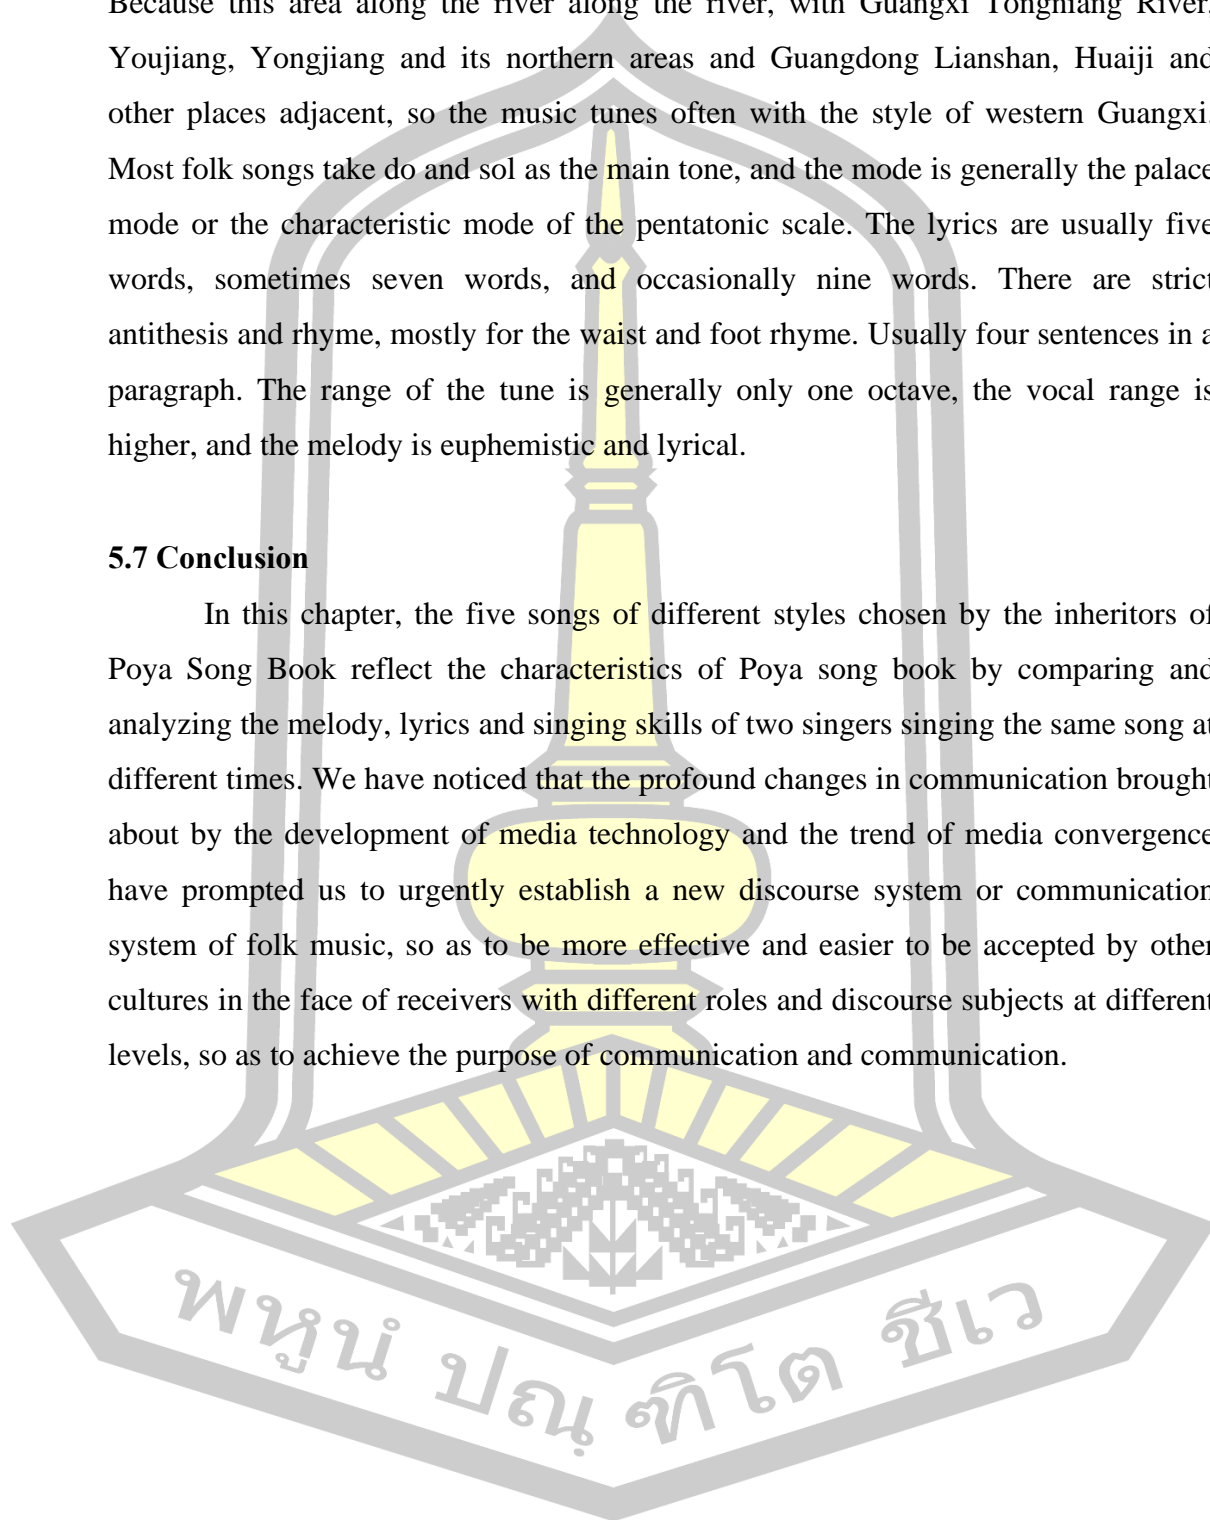 Because this area along the river along the river, with Guangxi Tongniang River,
Youjiang, Yongjiang and its northern areas and Guangdong Lianshan, Huaiji and
other places adjacent, so the music tunes often with the style of western Guangxi.
Most folk songs take do and sol as the main tone, and the mode is generally the palace
mode or the characteristic mode of the pentatonic scale. The lyrics are usually five
words, sometimes seven words, and occasionally nine words. There are strict
antithesis and rhyme, mostly for the waist and foot rhyme. Usually four sentences in a
paragraph. The range of the tune is generally only one octave, the vocal range is
higher, and the melody is euphemistic and lyrical.
5.7 Conclusion
In this chapter, the five songs of different styles chosen by the inheritors of
Poya Song Book reflect the characteristics of Poya song book by comparing and
analyzing the melody, lyrics and singing skills of two singers singing the same song at
different times. We have noticed that the profound changes in communication brought
about by the development of media technology and the trend of media convergence
have prompted us to urgently establish a new discourse system or communication
system of folk music, so as to be more effective and easier to be accepted by other
cultures in the face of receivers with different roles and discourse subjects at different
levels, so as to achieve the purpose of communication and communication.
พหูนํ ปณฺฑิโต ชีเว